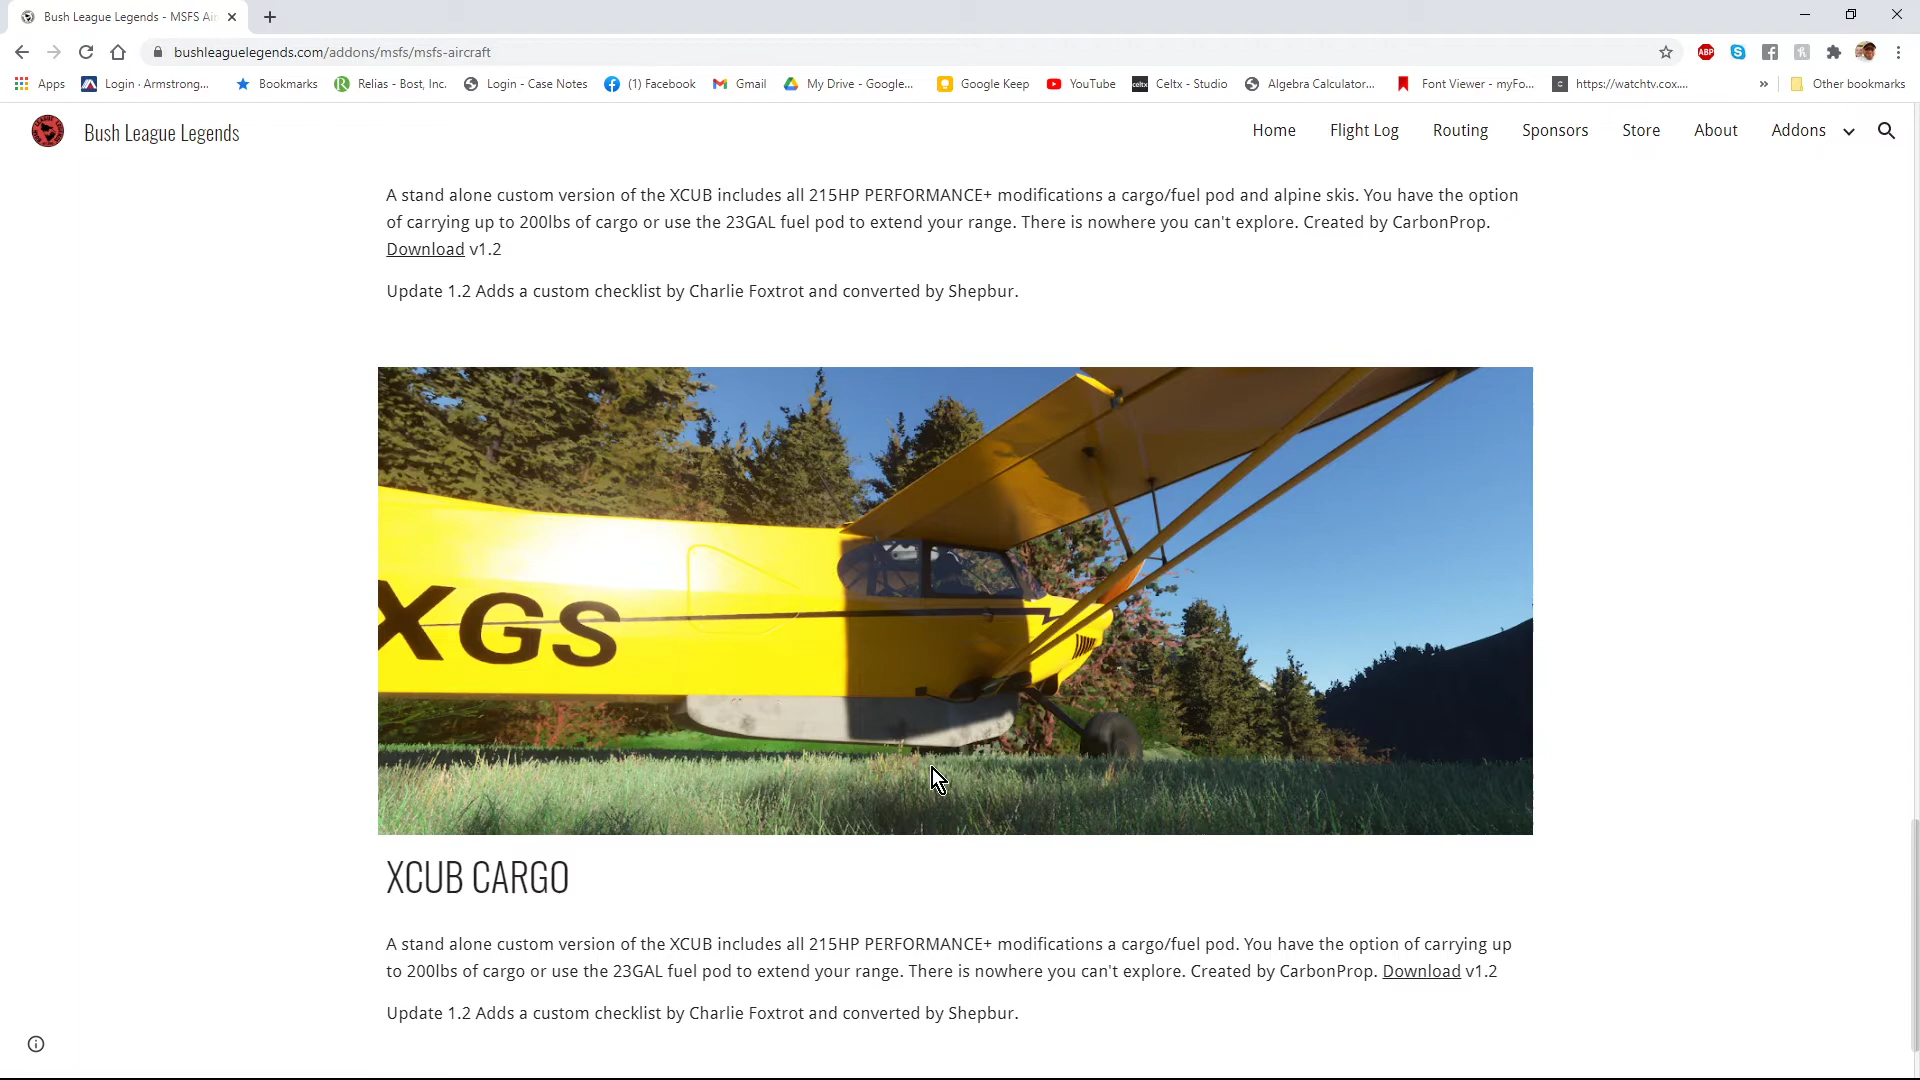 Bush League Legends - MSFS Air
bushleaguelegends.com/addons/msfs/msfs-aircraft
ABP
Apps
Login · Armstrong...
Bookmarks
Relias - Bost, Inc.
Login - Case Notes
(1) Facebook
Gmail
My Drive - Google...
Google Keep
YouTube
celtx
Celtx - Studio
Algebra Calculator...
Font Viewer - myFo...
https://watchtv.cox....
»
Other bookmarks
Bush League Legends
Home
Flight Log
Routing
Sponsors
Store
About
Addons
A stand alone custom version of the XCUB includes all 215HP PERFORMANCE+ modifications a cargo/fuel pod and alpine skis. You have the option
of carrying up to 200lbs of cargo or use the 23GAL fuel pod to extend your range. There is nowhere you can't explore. Created by CarbonProp.
Download v1.2
Update 1.2 Adds a custom checklist by Charlie Foxtrot and converted by Shepbur.
XGS
XCUB CARGO
A stand alone custom version of the XCUB includes all 215HP PERFORMANCE+ modifications a cargo/fuel pod. You have the option of carrying up
to 200lbs of cargo or use the 23GAL fuel pod to extend your range. There is nowhere you can't explore. Created by CarbonProp. Download v1.2
Update 1.2 Adds a custom checklist by Charlie Foxtrot and converted by Shepbur.